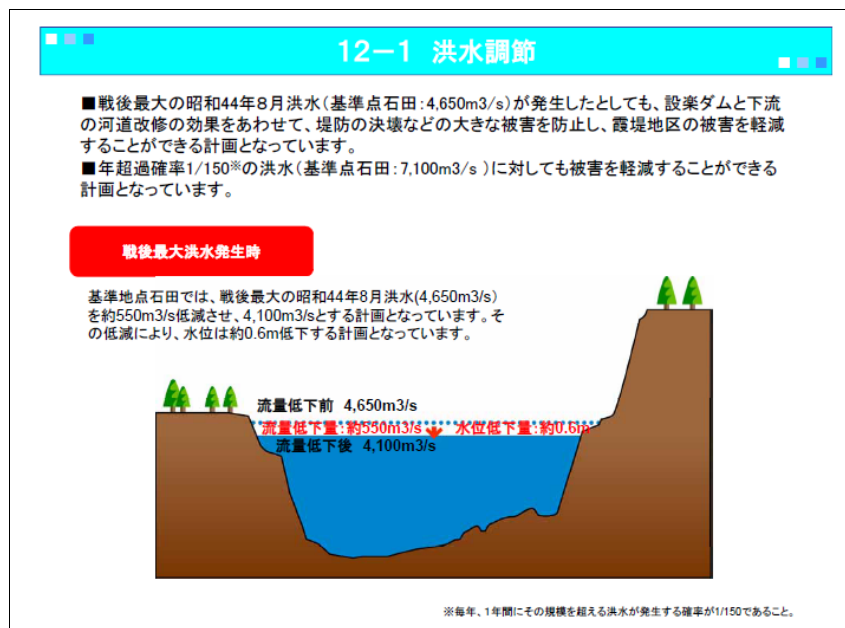 12－1 洪水調節
■戦後最大の昭和44年８月洪水（基準点石田：4,650m3/s）が発生したとしても、設楽ダムと下流
の河道改修の効果をあわせて、堤防の決壊などの大きな被害を防止し、霞堤地区の被害を軽減
することができる計画となっています。
■年超過確率1/150※の洪水（基準点石田：7,100m3/s ）に対しても被害を軽減することができる
計画となっています。
戦後最大洪水発生時
基準地点石田では、戦後最大の昭和44年８月洪水(4,650m3/s)
を約550m3/s低減させ、4,100m3/sとする計画となっています。そ
の低減により、水位は約0.6m低下する計画となっています。
流量低下前 4,650m3/s
流量低下量：約550m3/s 水位低下量：約0.6m
流量低下後 4,100m3/s
※毎年、１年間にその規模を超える洪水が発生する確率が1/150であること。